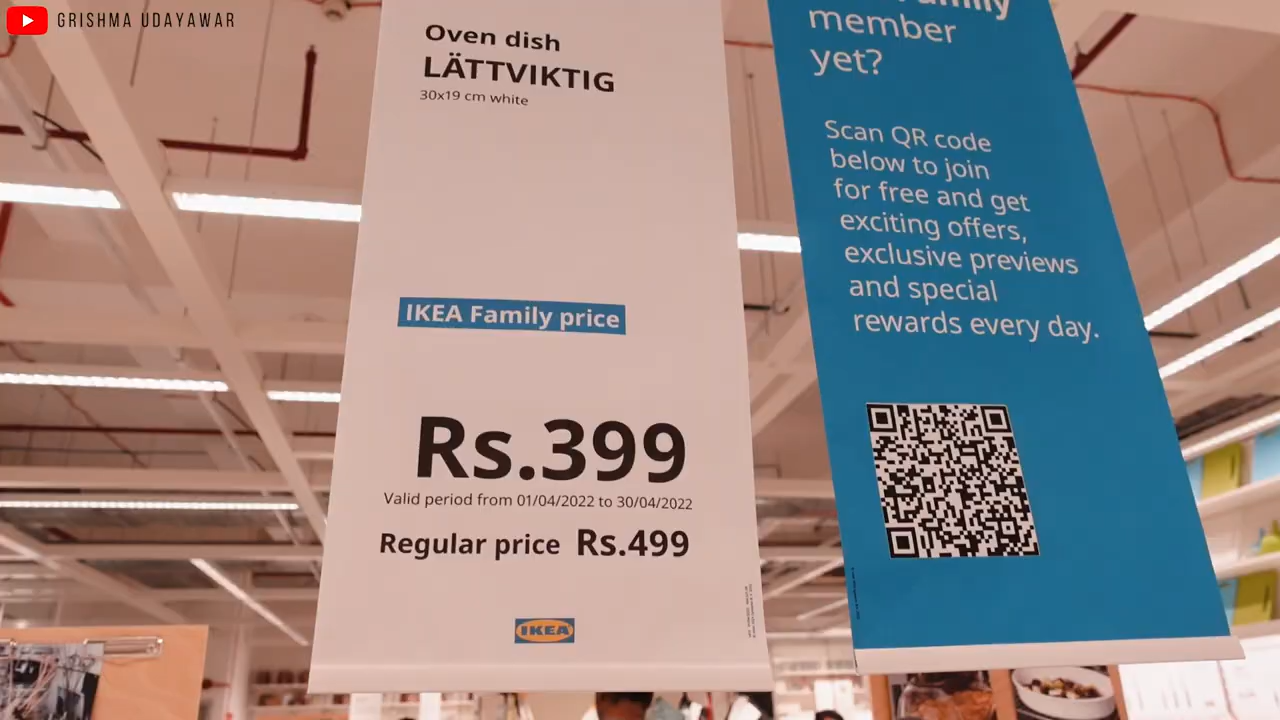 GRISHMA UDAYAWAR
Oven dish
LÄTTVIKTIG
30x19 cm white
IKEA Family price
Rs.399
Valid period from 01/04/2022 to 30/04/2022
Regular price Rs.499
IKEA
Family
member
yet?
Scan QR code
below to join
for free and get
exciting offers,
exclusive previews
and special
rewards every day.